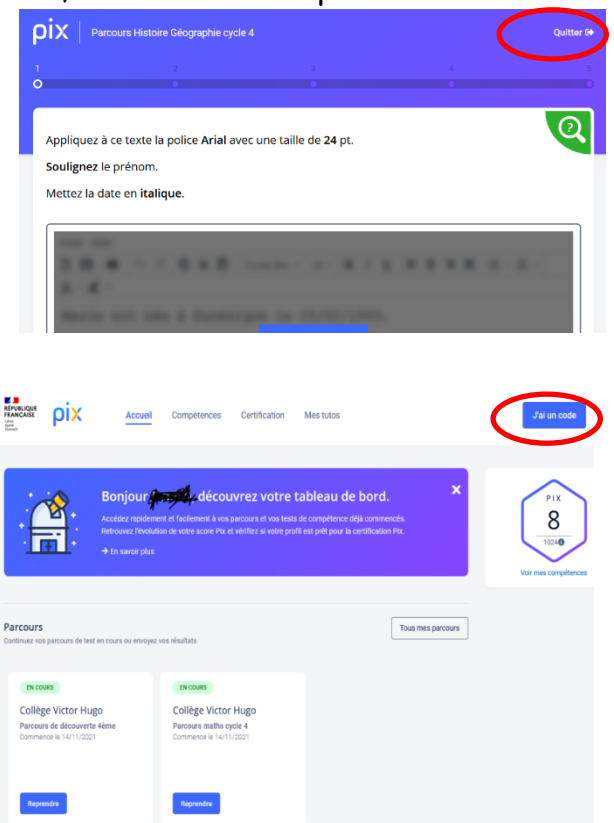 pix Parcours Histoire Géographie cycle 4 Quitter
1 2 3 4 5
Appliquez à ce texte la police Arial avec une taille de 24 pt.
Soulignez le prénom.
Mettez la date en italique.
RÉPUBLIQUE
FRANÇAISE
pix Accueil Compétences Certification Mes tutos J'ai un code
Bonjour découvrez votre tableau de bord.
Accédez rapidement et facilement à vos parcours et vos tests de compétence déjà commencés.
Retrouvez l'évolution de votre score Pix et vérifiez si votre profil est prêt pour la certification Pix.
→ En savoir plus
PIX
8
1024
Voir mes compétences
Parcours
Continuez vos parcours de test en cours ou envoyez vos résultats
Tous mes parcours
EN COURS
Collège Victor Hugo
Parcours de découverte 4ème
Commencé le 14/11/2021
Reprendre
EN COURS
Collège Victor Hugo
Parcours maths cycle 4
Commencé le 14/11/2021
Reprendre